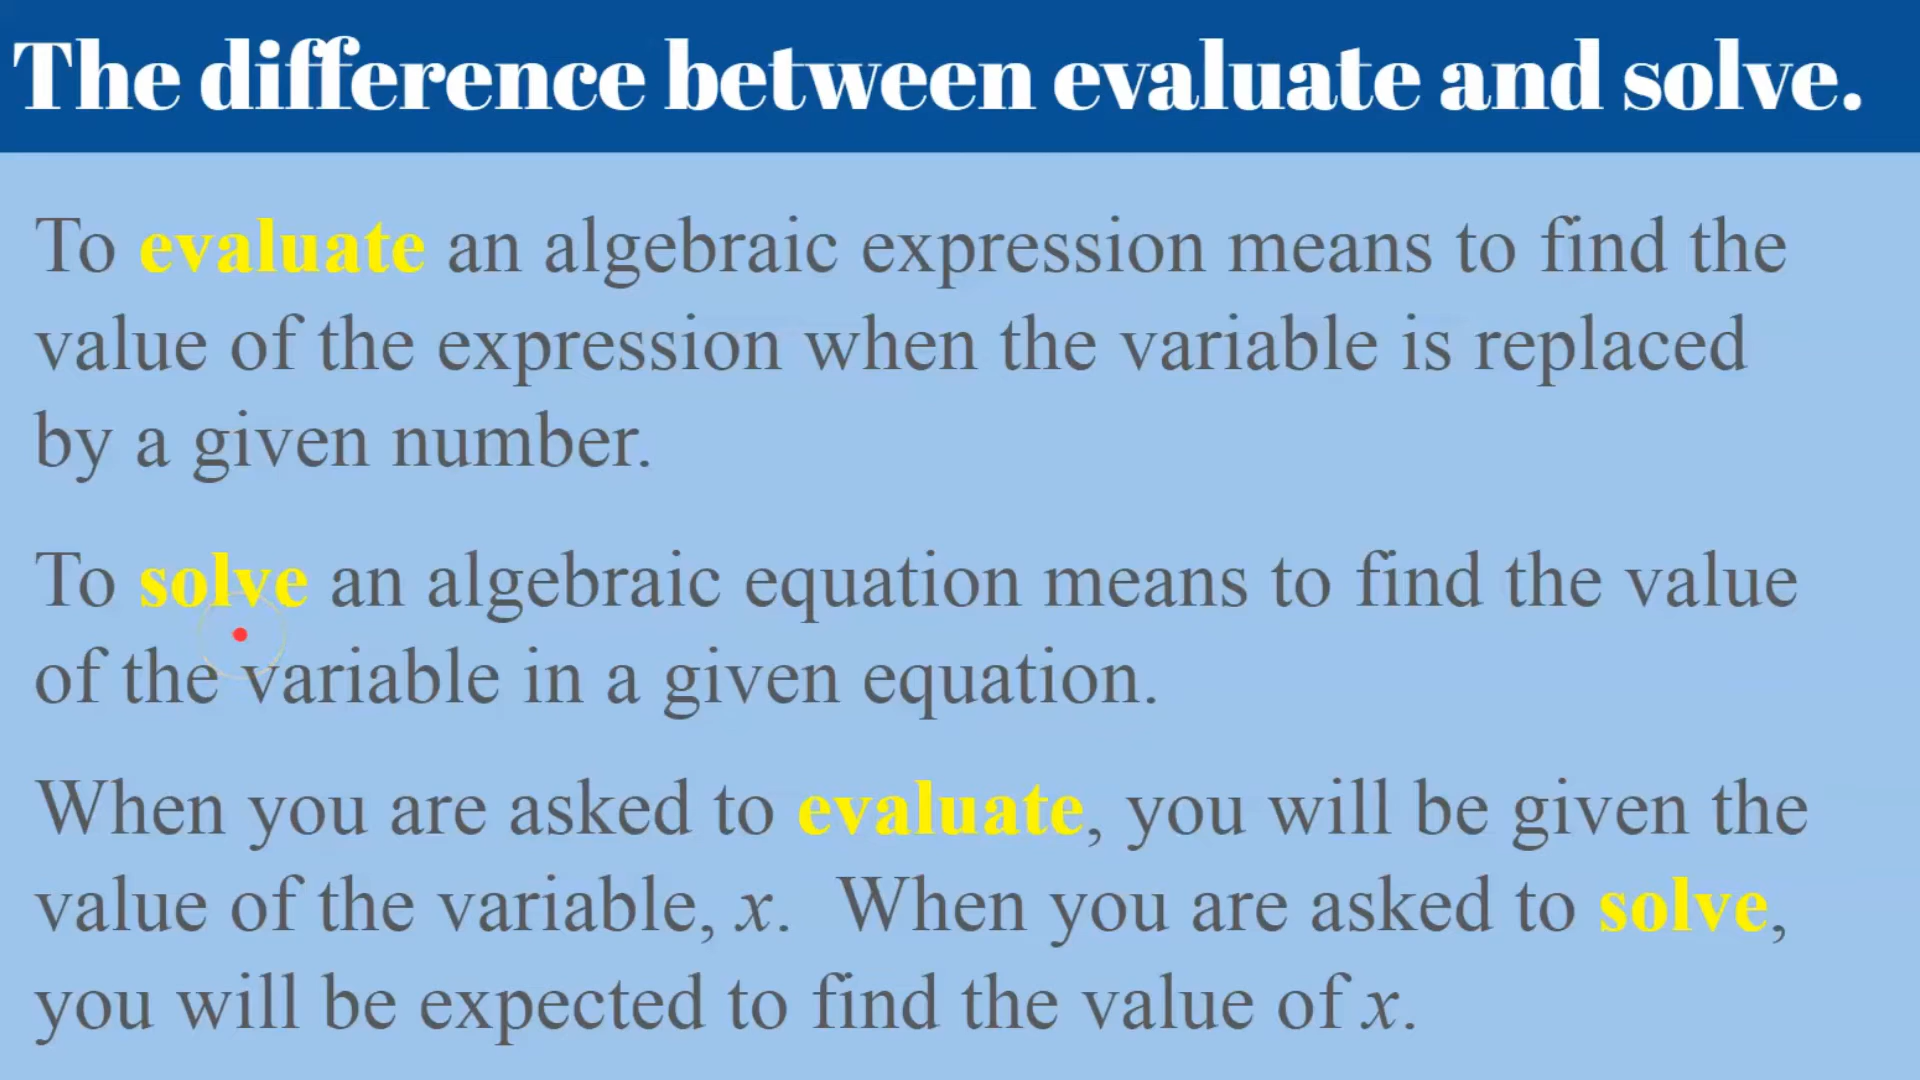 The difference between evaluate and solve.
To evaluate an algebraic expression means to find the
value of the expression when the variable is replaced
by a given number.
To solve an algebraic equation means to find the value
of the variable in a given equation.
When you are asked to evaluate, you will be given the
value of the variable, x. When you are asked to solve,
you will be expected to find the value of x.